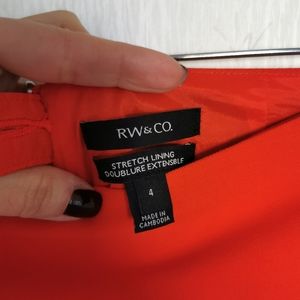 RW&CO.
STRETCH LINING
DOUBLURE EXTENSIBLE
4
MADE IN
CAMBODIA